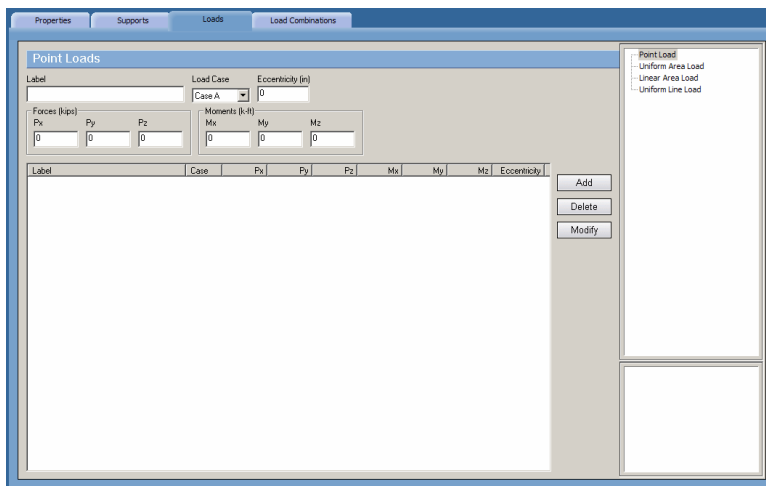 Properties Supports Loads Load Combinations
Point Loads
Label Load Case Eccentricity (in)
Case A 0
Forces (kips) Moments (k-ft)
Px Py Pz Mx My Mz
0 0 0 0 0 0
Label Case Px Py Pz Mx My Mz Eccentricity
Add
Delete
Modify
Point Load
Uniform Area Load
Linear Area Load
Uniform Line Load